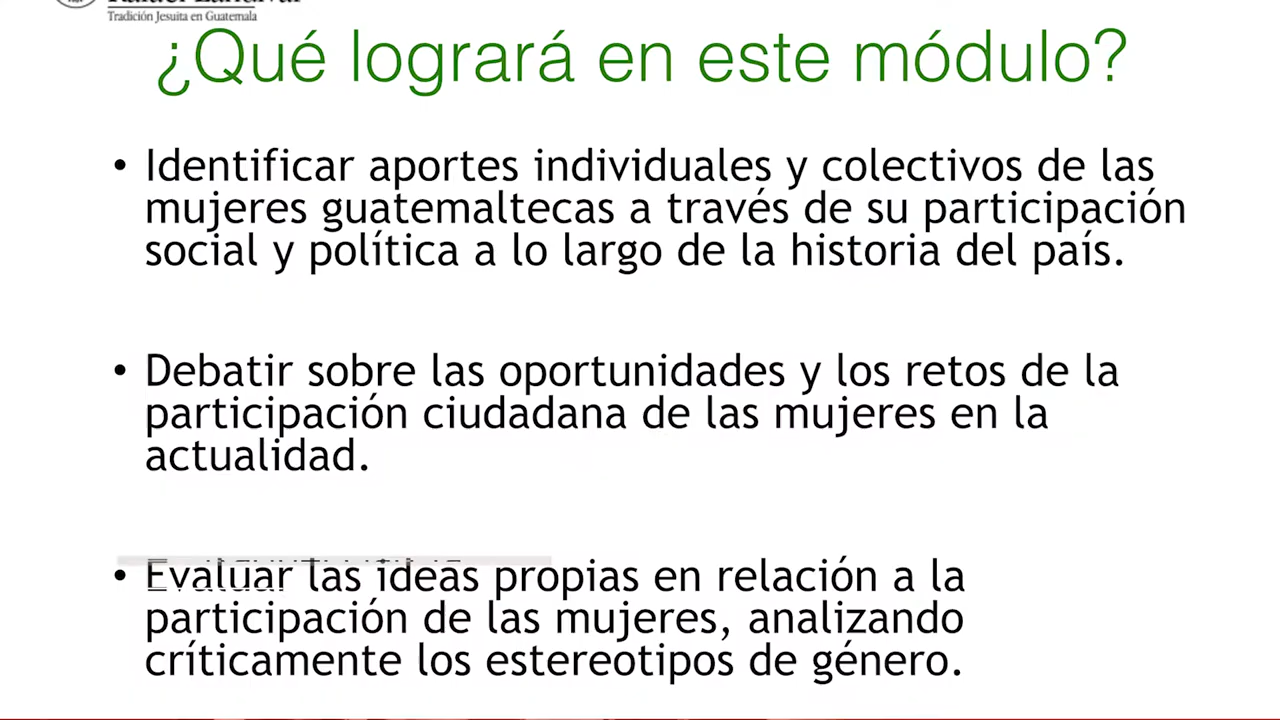 Tradición Jesuita en Guatemala
¿Qué logrará en este módulo?
• Identificar aportes individuales y colectivos de las
mujeres guatemaltecas a través de su participación
social y política a lo largo de la historia del país.
• Debatir sobre las oportunidades y los retos de la
participación ciudadana de las mujeres en la
actualidad.
• Evaluar las ideas propias en relación a la
participación de las mujeres, analizando
críticamente los estereotipos de género.